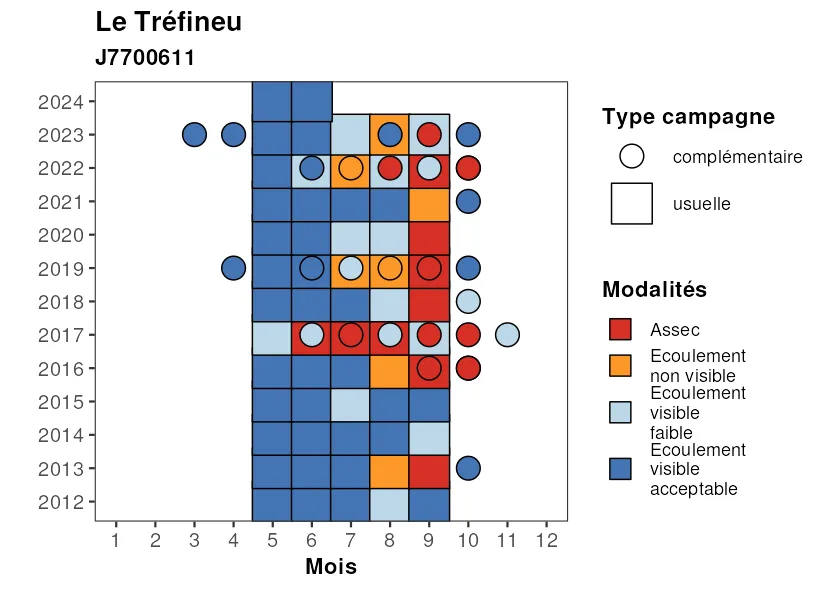 Le Tréfineu
J7700611
2024
2023
2022
2021
2020
2019
2018
2017
2016
2015
2014
2013
2012
1 2 3 4 5 6 7 8 9 10 11 12
Mois
Type campagne
complémentaire
usuelle
Modalités
Assec
Ecoulement
non visible
Ecoulement
visible
faible
Ecoulement
visible
acceptable